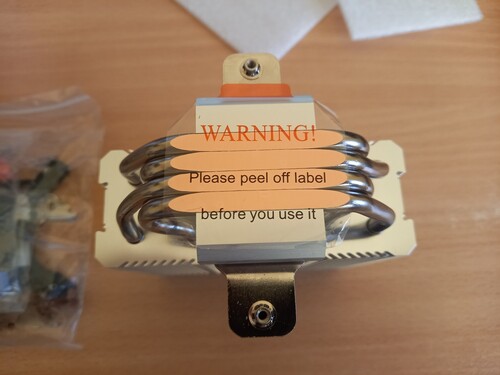 WARNING!
Please peel off label
before you use it